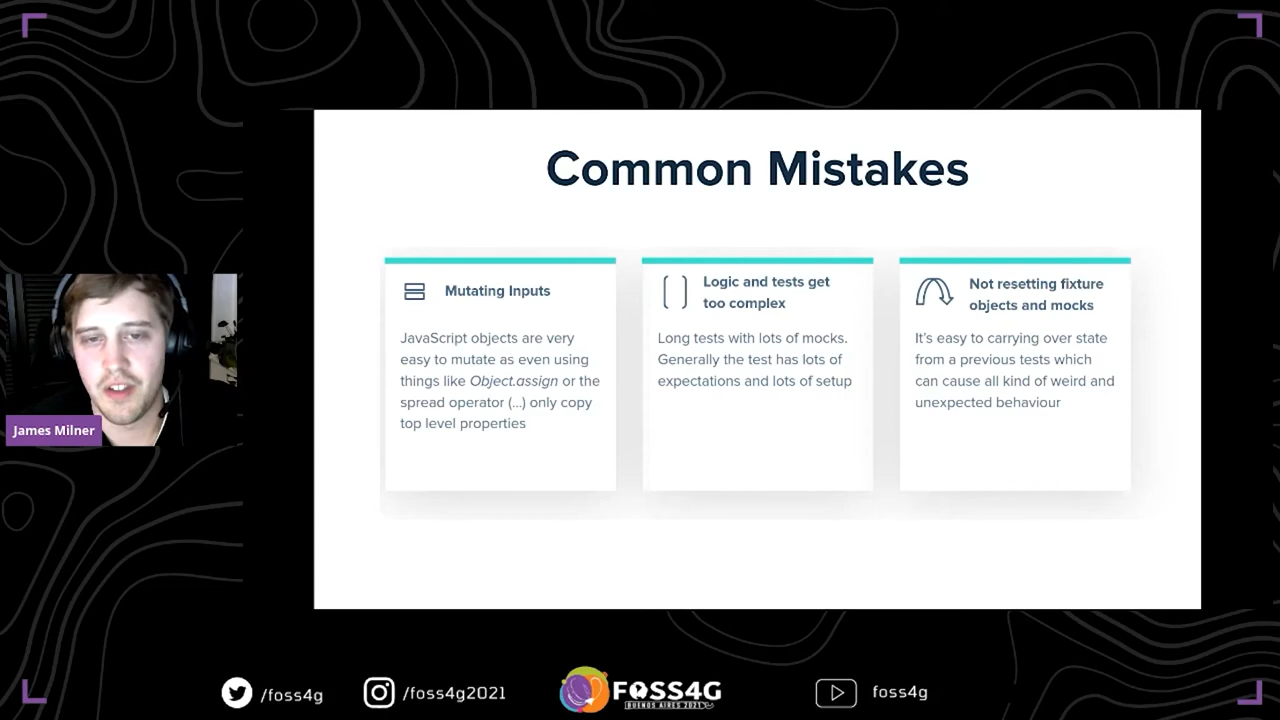 Common Mistakes
Mutating Inputs
JavaScript objects are very
easy to mutate as even using
things like Object.assign or the
spread operator (...) only copy
top level properties
Logic and tests get
too complex
Long tests with lots of mocks.
Generally the test has lots of
expectations and lots of setup
Not resetting fixture
objects and mocks
It's easy to carrying over state
from a previous tests which
can cause all kind of weird and
unexpected behaviour
James Milner
/foss4g
/foss4g2021
FOSS4G
BUENOS AIRES 2021
foss4g